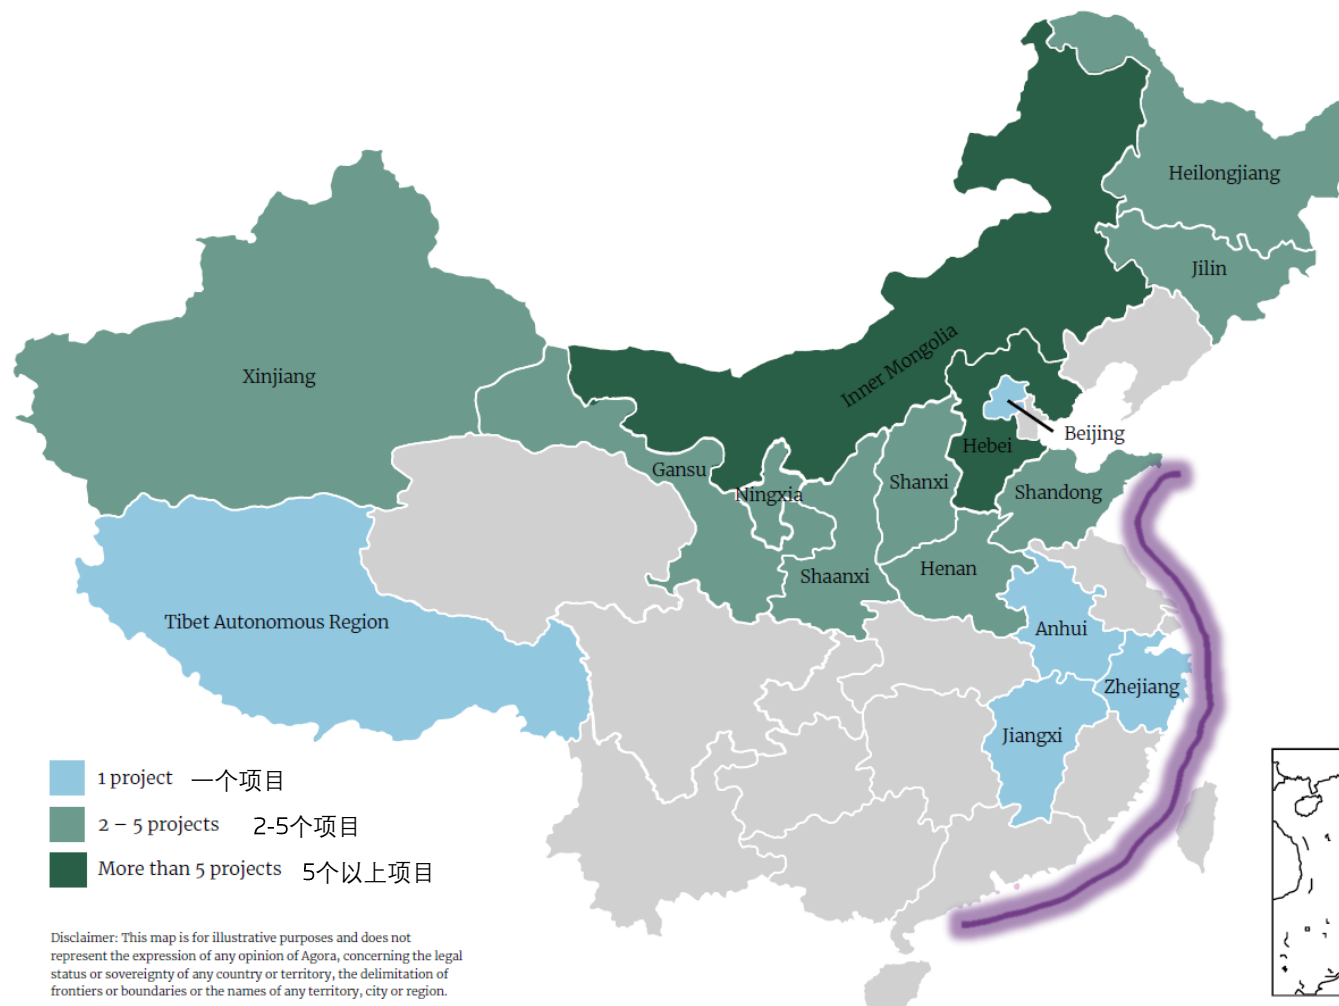 Heilongjiang
Jilin
Xinjiang
Inner Mongolia
Beijing
Hebei
Gansu
Ningxia
Shanxi
Shandong
Shaanxi
Henan
Tibet Autonomous Region
Anhui
Zhejiang
Jiangxi
1 project 一个项目
2 – 5 projects 2-5个项目
More than 5 projects 5个以上项目
Disclaimer: This map is for illustrative purposes and does not
represent the expression of any opinion of Agora, concerning the legal
status or sovereignty of any country or territory, the delimitation of
frontiers or boundaries or the names of any territory, city or region.